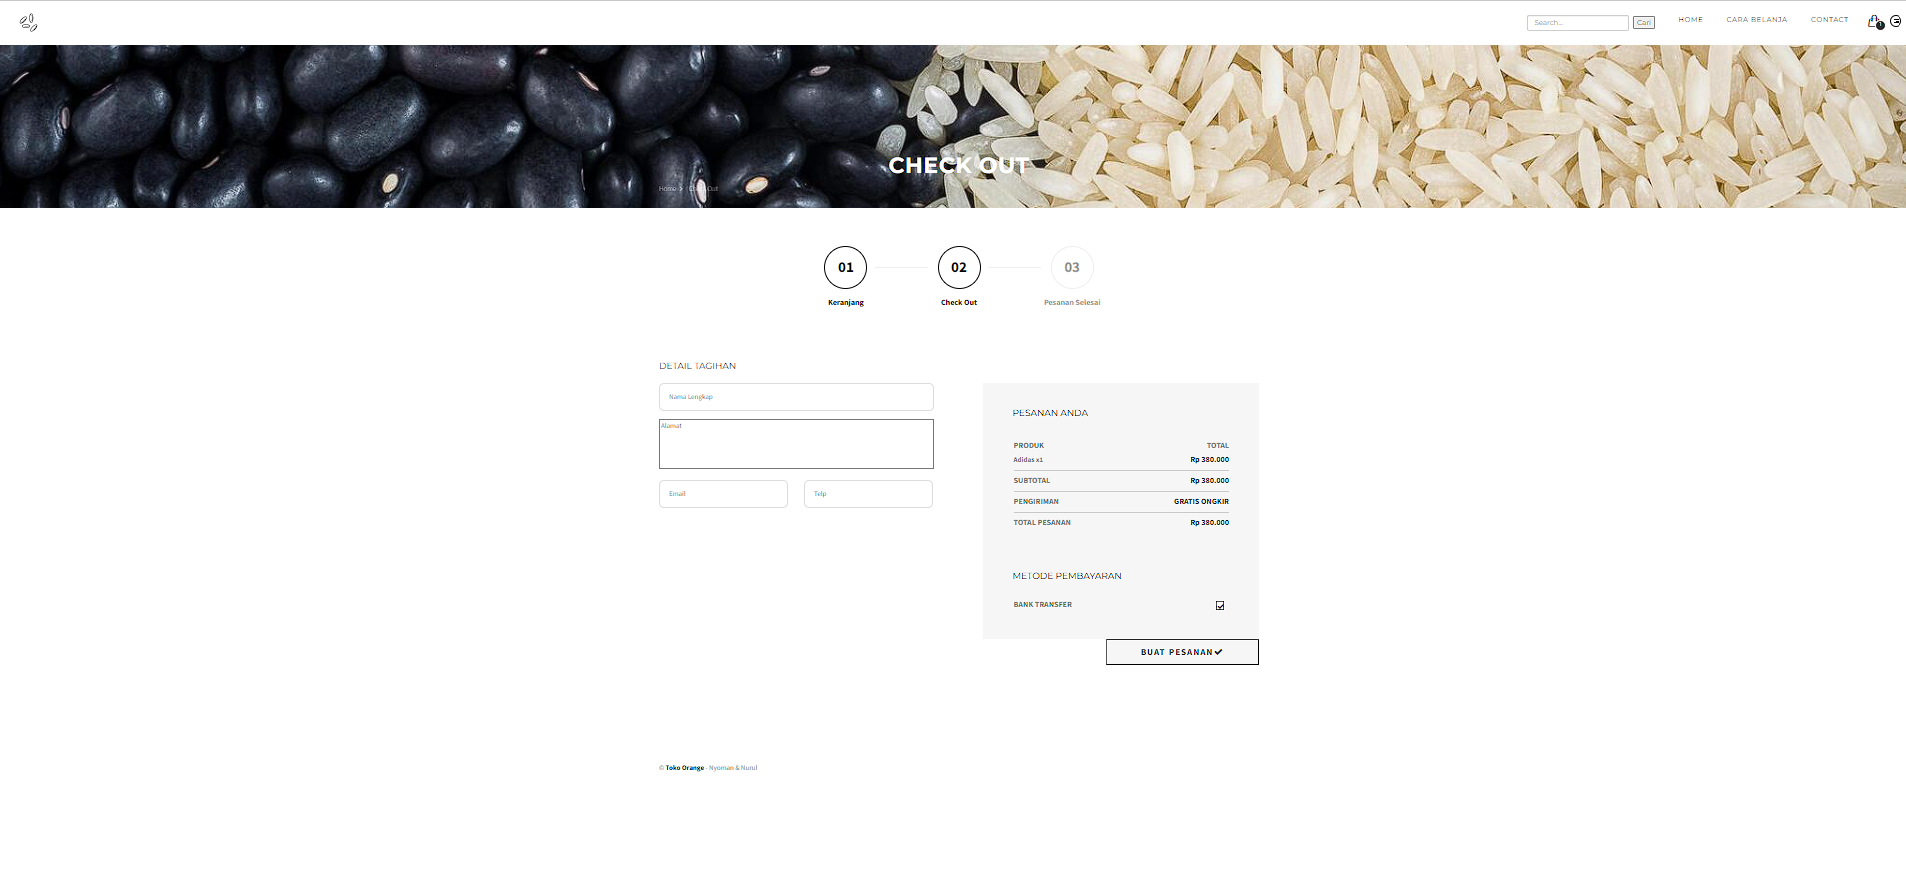 Search... Cari HOME CARA BELANJA CONTACT 1
CHECK OUT
Home > Check Out
01 02 03
Keranjang Check Out Pesanan Selesai
DETAIL TAGIHAN
Nama Lengkap
Alamat
Email Telp
PESANAN ANDA
PRODUK TOTAL
Adidas x1 Rp 380.000
SUBTOTAL Rp 380.000
PENGIRIMAN GRATIS ONGKIR
TOTAL PESANAN Rp 380.000
METODE PEMBAYARAN
BANK TRANSFER
BUAT PESANAN
© Toko Orange - Nyoman & Nurul